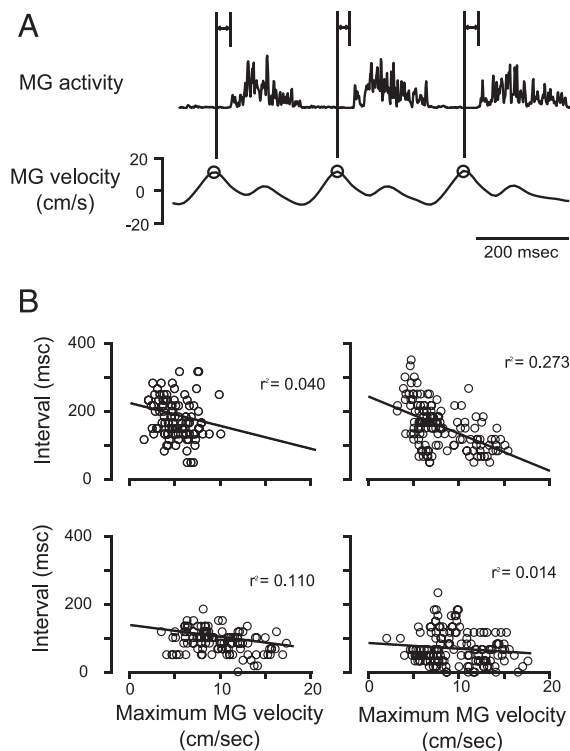 A
MG activity
MG velocity
(cm/s)
20
0
-20
200 msec
B
Interval (msc)
400
200
0
r² = 0.040
r² = 0.273
Interval (msc)
400
200
0
r² = 0.110
r² = 0.014
0 10 20
0 10 20
Maximum MG velocity
(cm/sec)
Maximum MG velocity
(cm/sec)